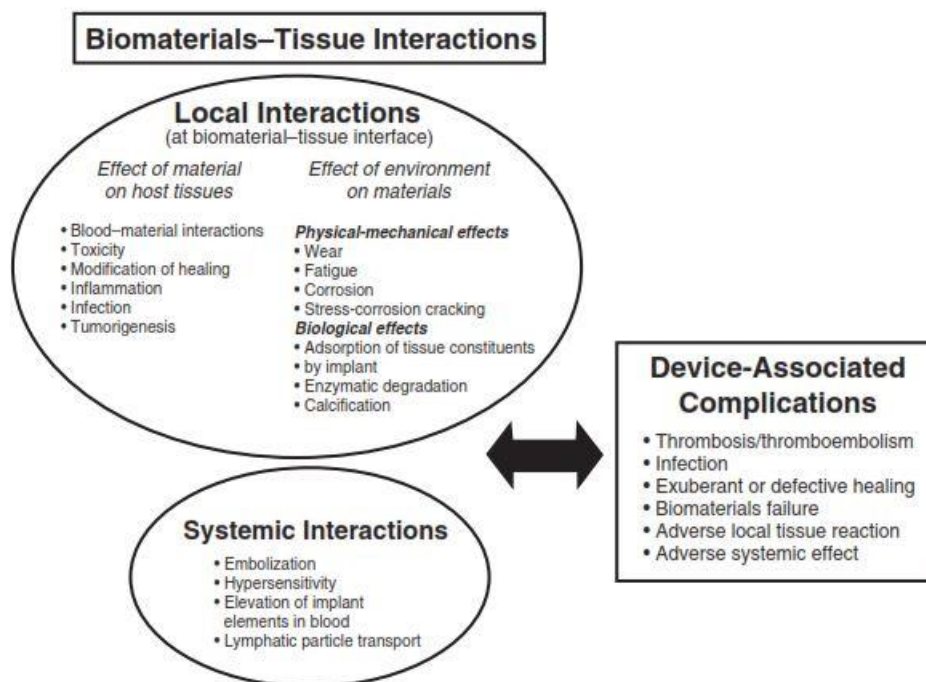 Biomaterials–Tissue Interactions
Local Interactions
(at biomaterial–tissue interface)
Effect of material
on host tissues
• Blood–material interactions
• Toxicity
• Modification of healing
• Inflammation
• Infection
• Tumorigenesis
Effect of environment
on materials
Physical-mechanical effects
• Wear
• Fatigue
• Corrosion
• Stress-corrosion cracking
Biological effects
• Adsorption of tissue constituents
• by implant
• Enzymatic degradation
• Calcification
Systemic Interactions
• Embolization
• Hypersensitivity
• Elevation of implant
elements in blood
• Lymphatic particle transport
Device-Associated
Complications
• Thrombosis/thromboembolism
• Infection
• Exuberant or defective healing
• Biomaterials failure
• Adverse local tissue reaction
• Adverse systemic effect